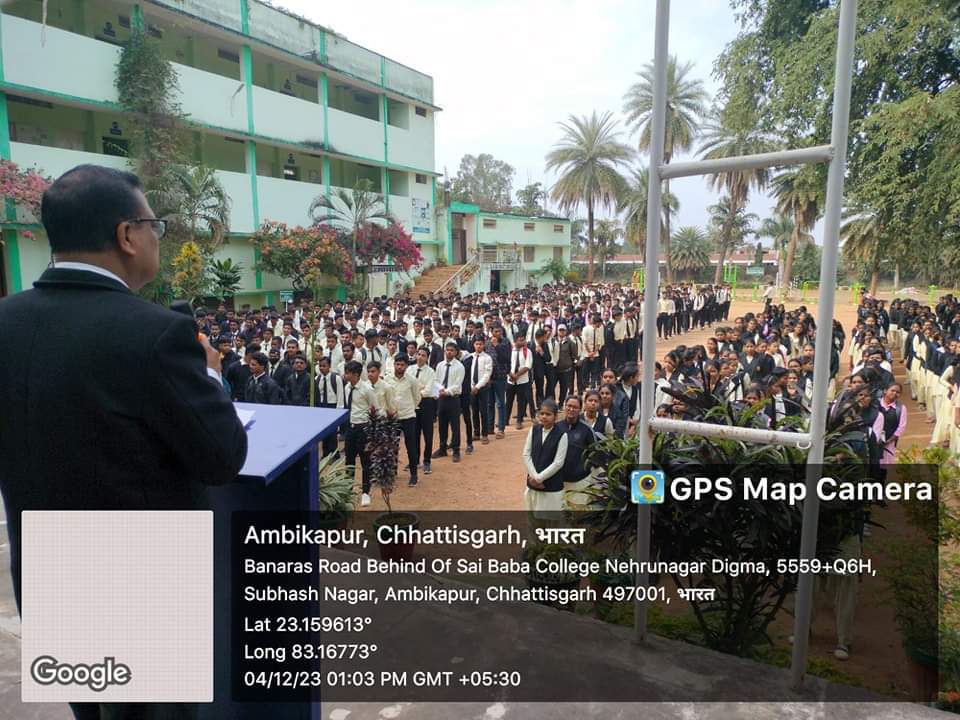 GPS Map Camera
Ambikapur, Chhattisgarh, भारत
Banaras Road Behind Of Sai Baba College Nehrunagar Digma, 5559+Q6H,
Subhash Nagar, Ambikapur, Chhattisgarh 497001, भारत
Lat 23.159613°
Long 83.16773°
04/12/23 01:03 PM GMT +05:30
Google